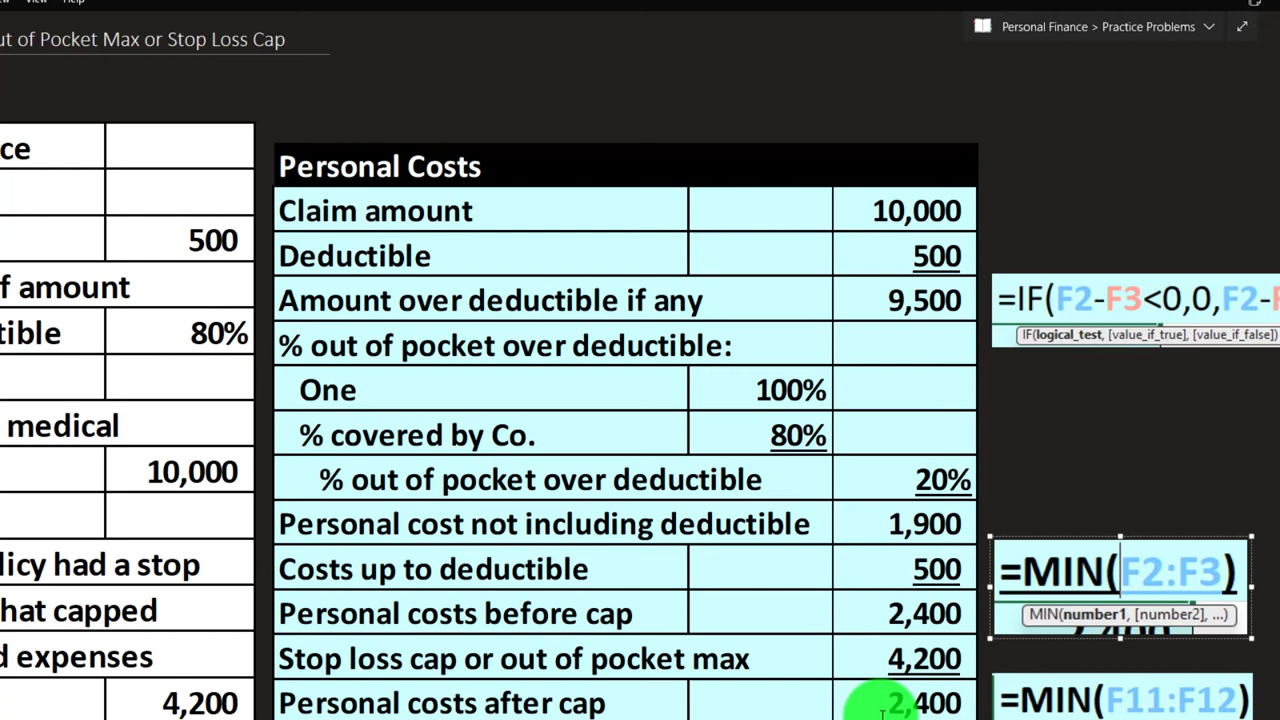 View Help
ut of Pocket Max or Stop Loss Cap
Personal Finance > Practice Problems
ce
500
f amount
tible 80%
medical
10,000
licy had a stop
hat capped
d expenses
4,200
Personal Costs
Claim amount 10,000
Deductible 500
Amount over deductible if any 9,500
% out of pocket over deductible:
One 100%
% covered by Co. 80%
% out of pocket over deductible 20%
Personal cost not including deductible 1,900
Costs up to deductible 500
Personal costs before cap 2,400
Stop loss cap or out of pocket max 4,200
Personal costs after cap 2,400
=IF(F2-F3<0,0,F2-F
IF(logical_test, [value_if_true], [value_if_false])
=MIN(F2:F3)
MIN(number1, [number2], ...)
2,400
=MIN(F11:F12)